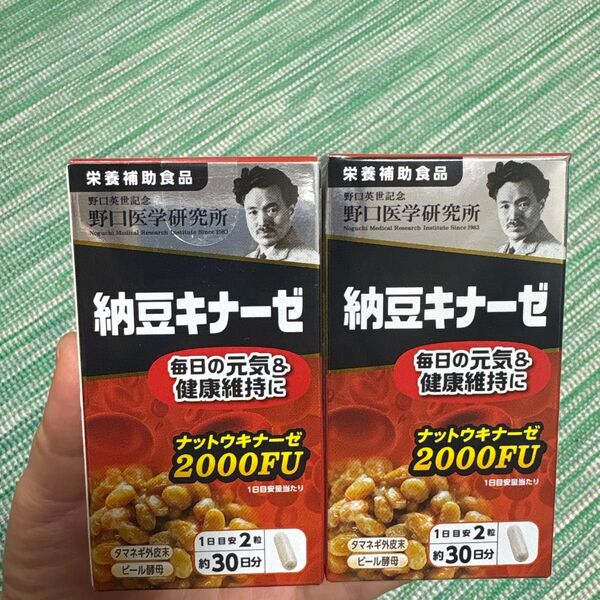 栄養補助食品
野口英世記念
野口医学研究所
Noguchi Medical Research Institute Since1983
納豆キナーゼ
毎日の元気&
健康維持に
ナットウキナーゼ
2000FU
1日目安量当たり
タマネギ外皮末
ビール酵母
1日目安 2粒
約30日分
栄養補助食品
野口英世記念
野口医学研究所
Noguchi Medical Research Institute Since1983
納豆キナーゼ
毎日の元気&
健康維持に
ナットウキナーゼ
2000FU
1日目安量当たり
タマネギ外皮末
ビール酵母
1日目安 2粒
約30日分